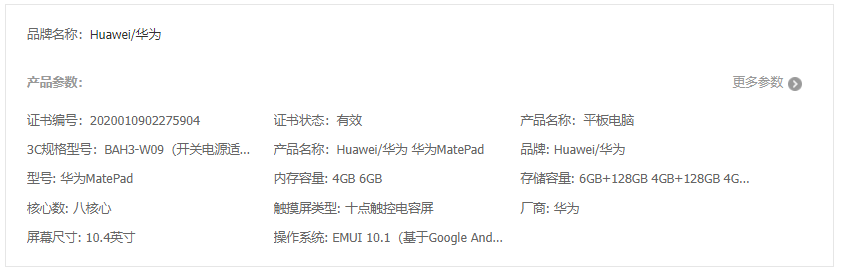 品牌名称：Huawei/华为
产品参数：
更多参数
证书编号：2020010902275904
证书状态：有效
产品名称：平板电脑
3C规格型号：BAH3-W09（开关电源适...
产品名称：Huawei/华为 华为MatePad
品牌: Huawei/华为
型号: 华为MatePad
内存容量: 4GB 6GB
存储容量: 6GB+128GB 4GB+128GB 4G...
核心数: 八核心
触摸屏类型: 十点触控电容屏
厂商: 华为
屏幕尺寸: 10.4英寸
操作系统: EMUI 10.1（基于Google And...